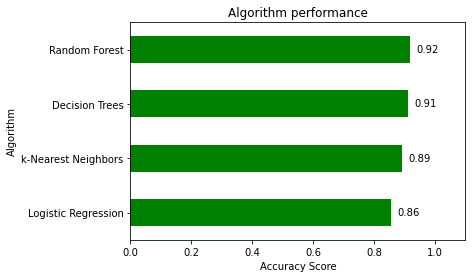 Algorithm performance
Random Forest 0.92
Decision Trees 0.91
k-Nearest Neighbors 0.89
Logistic Regression 0.86
Algorithm
0.0 0.2 0.4 0.6 0.8 1.0
Accuracy Score